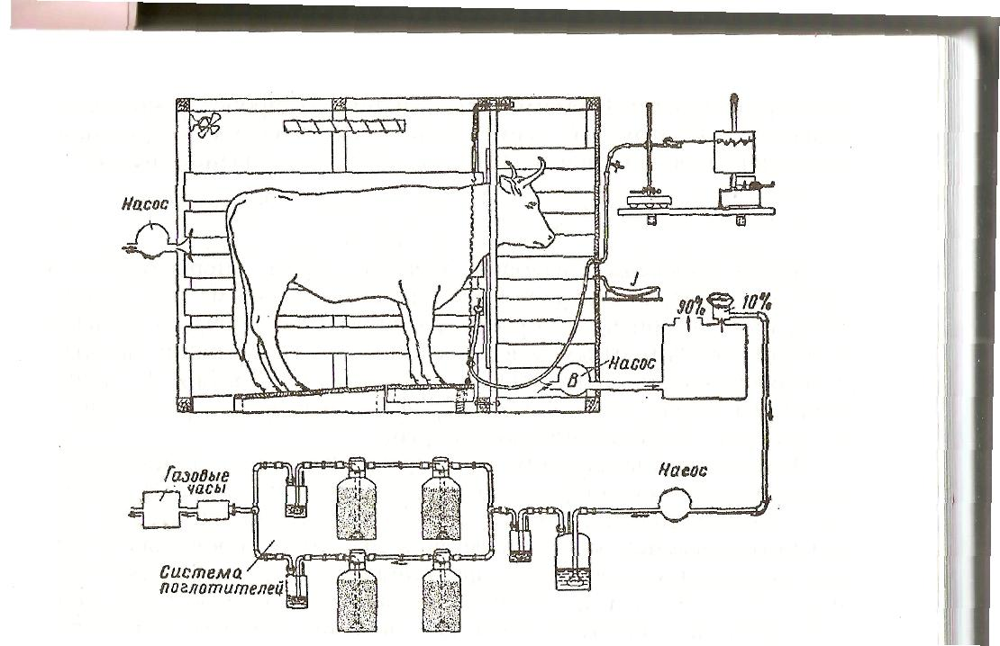 Насос
J
90%
10%
Насос
В
Насос
Газовые
часы
Система
поглотителей